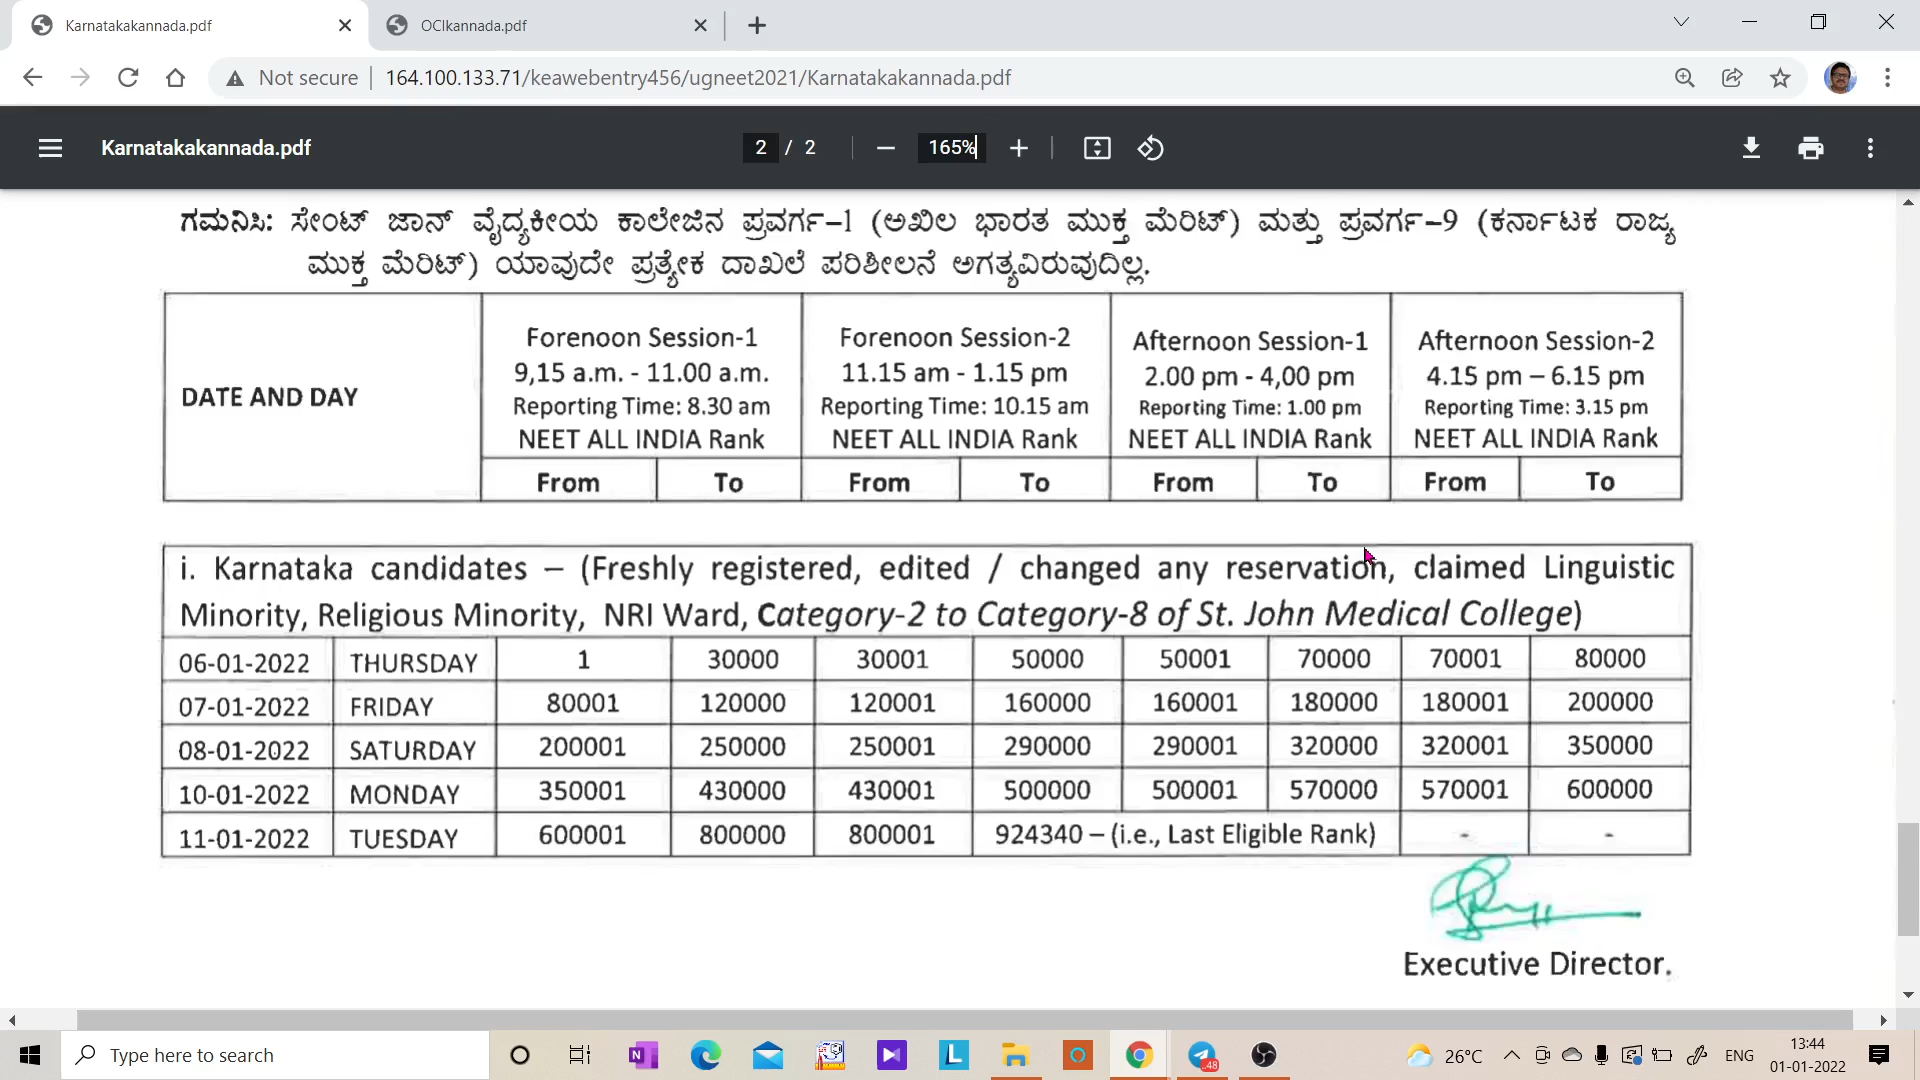 Karnatakakannada.pdf
OCIkannada.pdf
Not secure 164.100.133.71/keawebentry456/ugneet2021/Karnatakakannada.pdf
Karnatakakannada.pdf 2 / 2 165%
ಗಮನಿಸಿ: ಸೇಂಟ್ ಜಾನ್ ವೈದ್ಯಕೀಯ ಕಾಲೇಜಿನ ಪ್ರವರ್ಗ-1 (ಅಖಿಲ ಭಾರತ ಮುಕ್ತ ಮೆರಿಟ್) ಮತ್ತು ಪ್ರವರ್ಗ-9 (ಕರ್ನಾಟಕ ರಾಜ್ಯ
ಮುಕ್ತ ಮೆರಿಟ್) ಯಾವುದೇ ಪ್ರತ್ಯೇಕ ದಾಖಲೆ ಪರಿಶೀಲನೆ ಅಗತ್ಯವಿರುವುದಿಲ್ಲ.
DATE AND DAY
Forenoon Session-1
9,15 a.m. - 11.00 a.m.
Reporting Time: 8.30 am
NEET ALL INDIA Rank
Forenoon Session-2
11.15 am - 1.15 pm
Reporting Time: 10.15 am
NEET ALL INDIA Rank
Afternoon Session-1
2.00 pm - 4,00 pm
Reporting Time: 1.00 pm
NEET ALL INDIA Rank
Afternoon Session-2
4.15 pm – 6.15 pm
Reporting Time: 3.15 pm
NEET ALL INDIA Rank
From To From To From To From To
i. Karnataka candidates – (Freshly registered, edited / changed any reservation, claimed Linguistic
Minority, Religious Minority, NRI Ward, Category-2 to Category-8 of St. John Medical College)
06-01-2022 THURSDAY 1 30000 30001 50000 50001 70000 70001 80000
07-01-2022 FRIDAY 80001 120000 120001 160000 160001 180000 180001 200000
08-01-2022 SATURDAY 200001 250000 250001 290000 290001 320000 320001 350000
10-01-2022 MONDAY 350001 430000 430001 500000 500001 570000 570001 600000
11-01-2022 TUESDAY 600001 800000 800001 924340 – (i.e., Last Eligible Rank) - -
Executive Director.
Type here to search
.48
26°C
ENG
13:44
01-01-2022